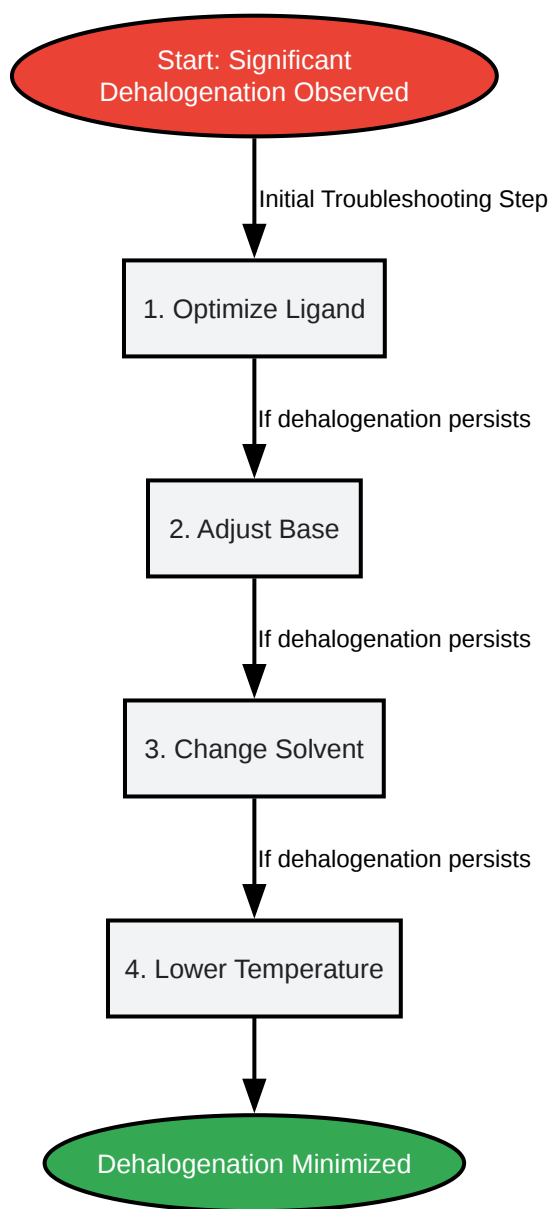 Start: Significant
Dehalogenation Observed
Initial Troubleshooting Step
1. Optimize Ligand
If dehalogenation persists
2. Adjust Base
If dehalogenation persists
3. Change Solvent
If dehalogenation persists
4. Lower Temperature
Dehalogenation Minimized